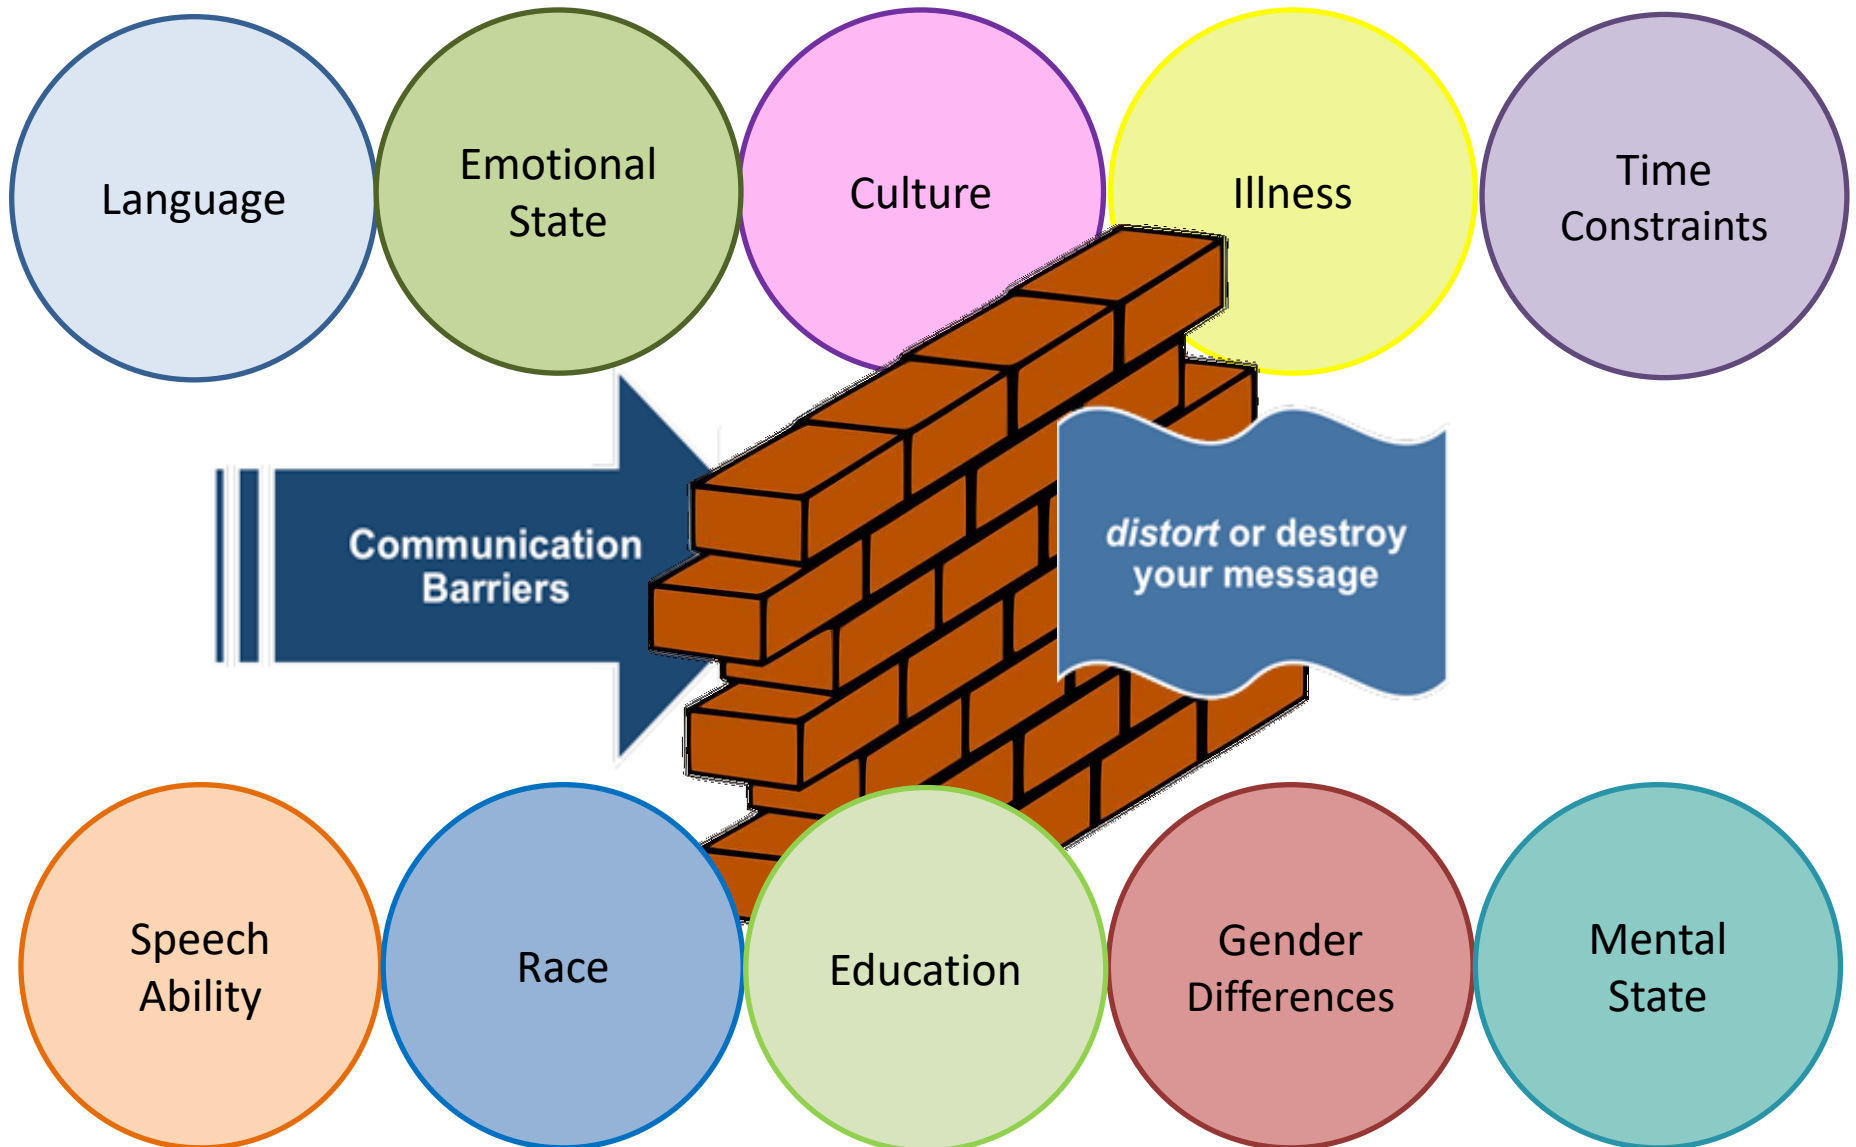 Language
Emotional
State
Culture
Illness
Time
Constraints
Communication
Barriers
distort or destroy
your message
Speech
Ability
Race
Education
Gender
Differences
Mental
State